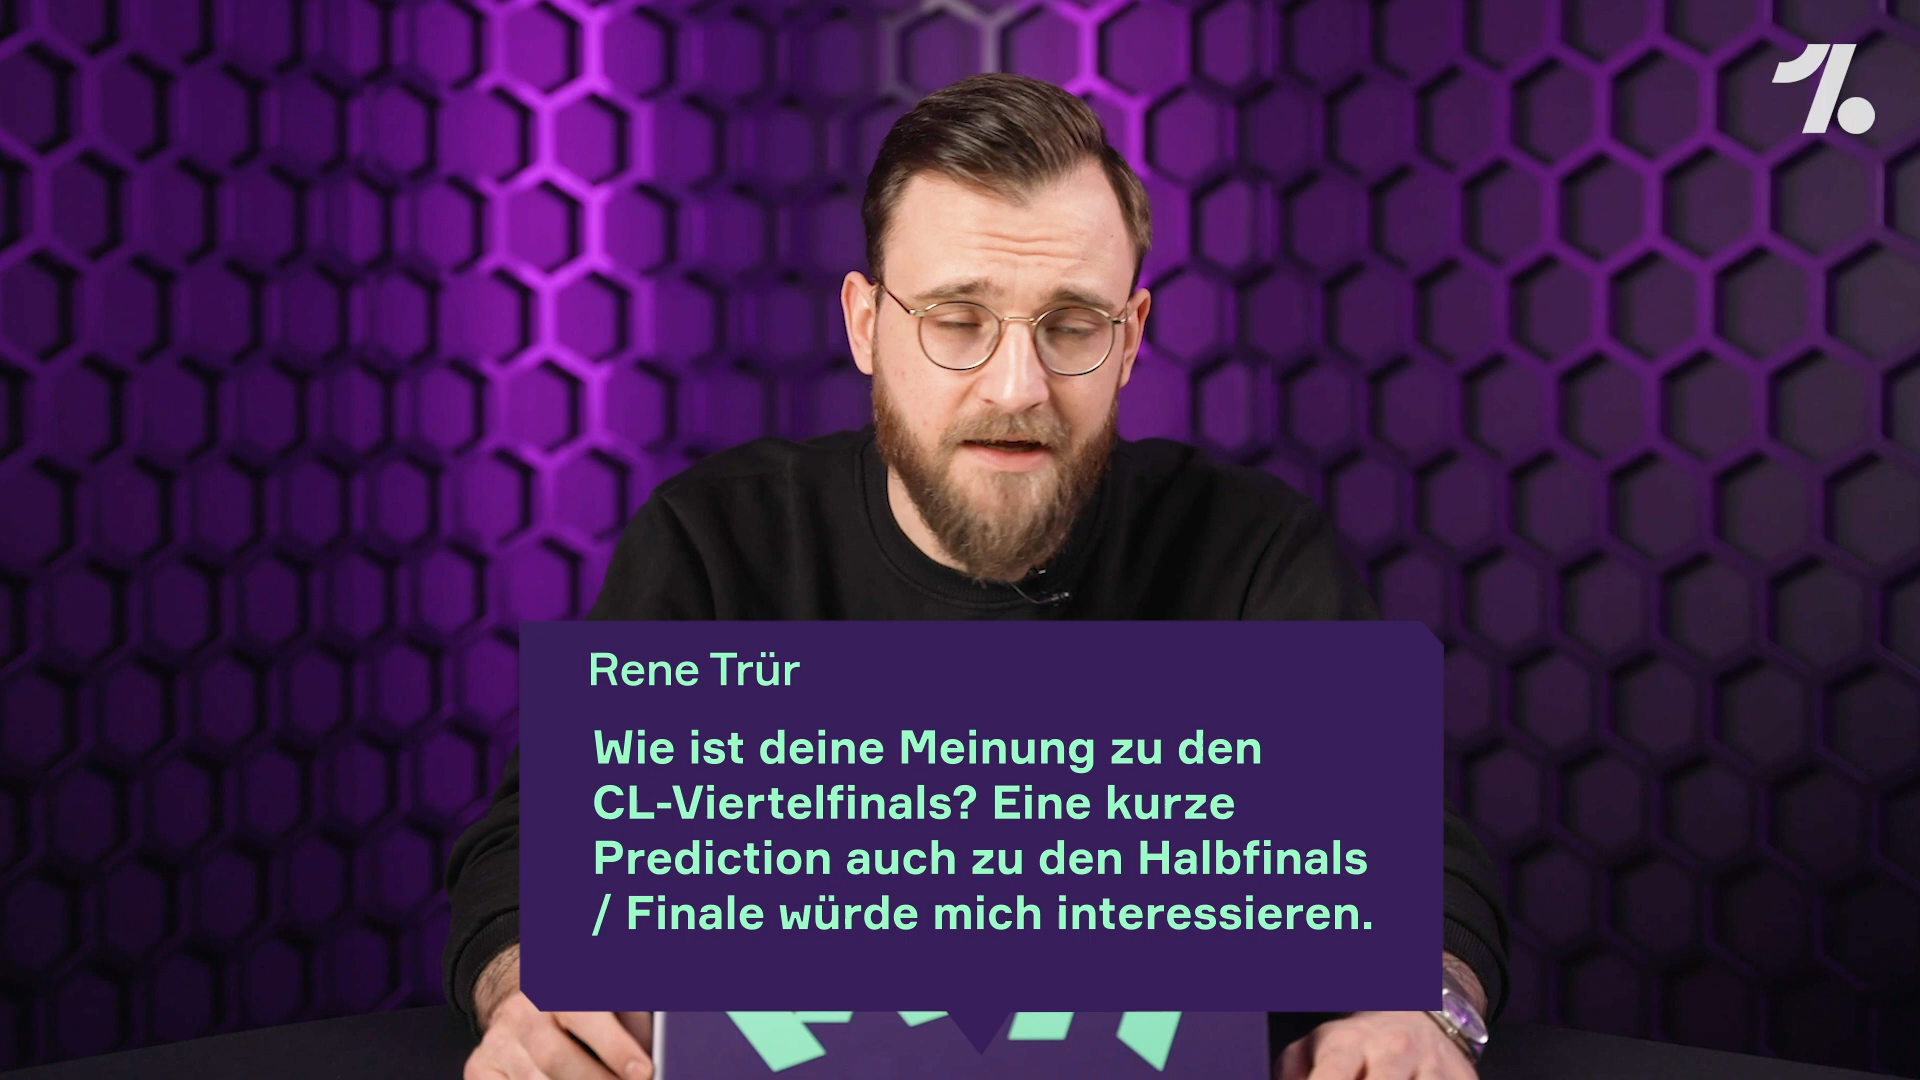 Rene Trür
Wie ist deine Meinung zu den
CL-Viertelfinals? Eine kurze
Prediction auch zu den Halbfinals
/ Finale würde mich interessieren.